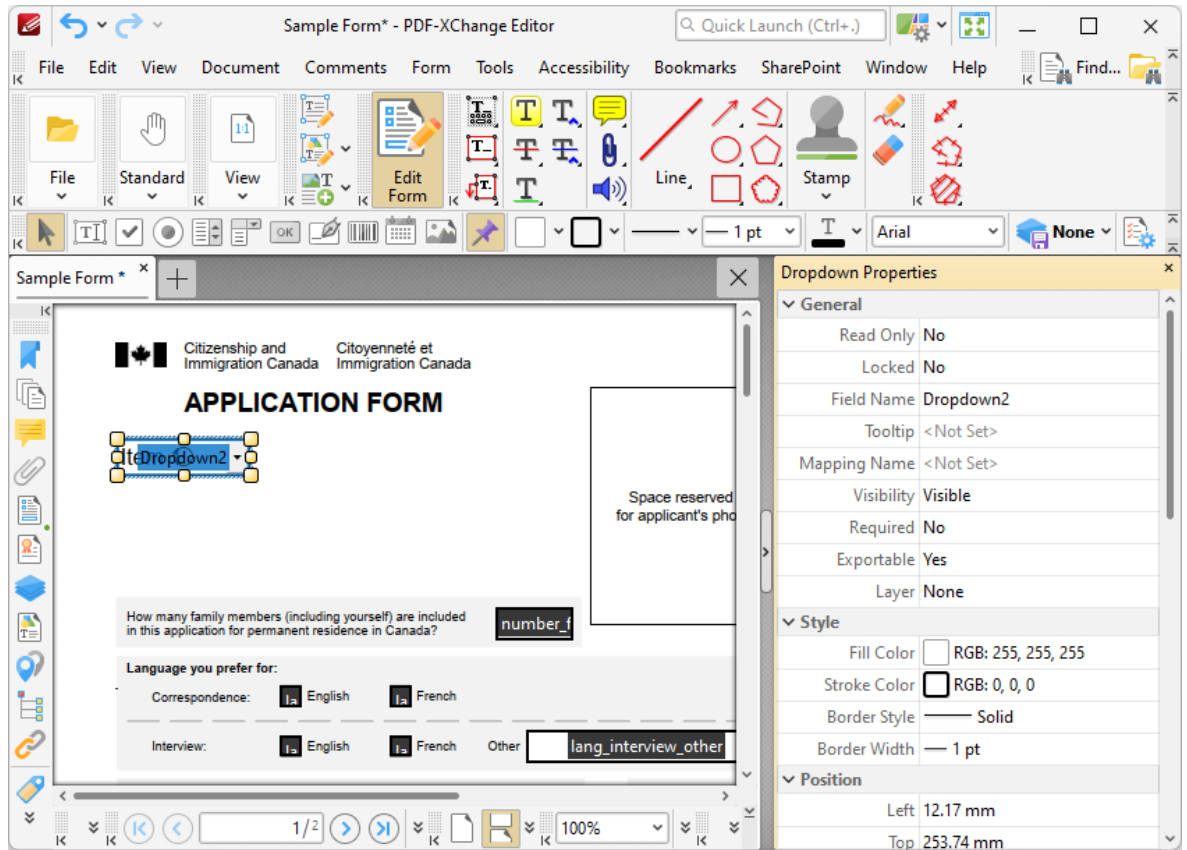 Sample Form* - PDF-XChange Editor
Quick Launch (Ctrl+.)
File Edit View Document Comments Form Tools Accessibility Bookmarks SharePoint Window Help
Find...
File
Standard
1:1
View
Edit
Form
Line
Stamp
OK
1 pt
T
Arial
None
Sample Form *
Dropdown Properties
General
Read Only No
Locked No
Field Name Dropdown2
Tooltip <Not Set>
Mapping Name <Not Set>
Visibility Visible
Required No
Exportable Yes
Layer None
Style
Fill Color RGB: 255, 255, 255
Stroke Color RGB: 0, 0, 0
Border Style Solid
Border Width 1 pt
Position
Left 12.17 mm
Top 253.74 mm
Citizenship and
Immigration Canada
Citoyenneté et
Immigration Canada
APPLICATION FORM
Dropdown2
Space reserved
for applicant's pho
How many family members (including yourself) are included
in this application for permanent residence in Canada?
number_f
Language you prefer for:
Correspondence: la English la French
Interview: la English la French Other lang_interview_other
1/2
100%